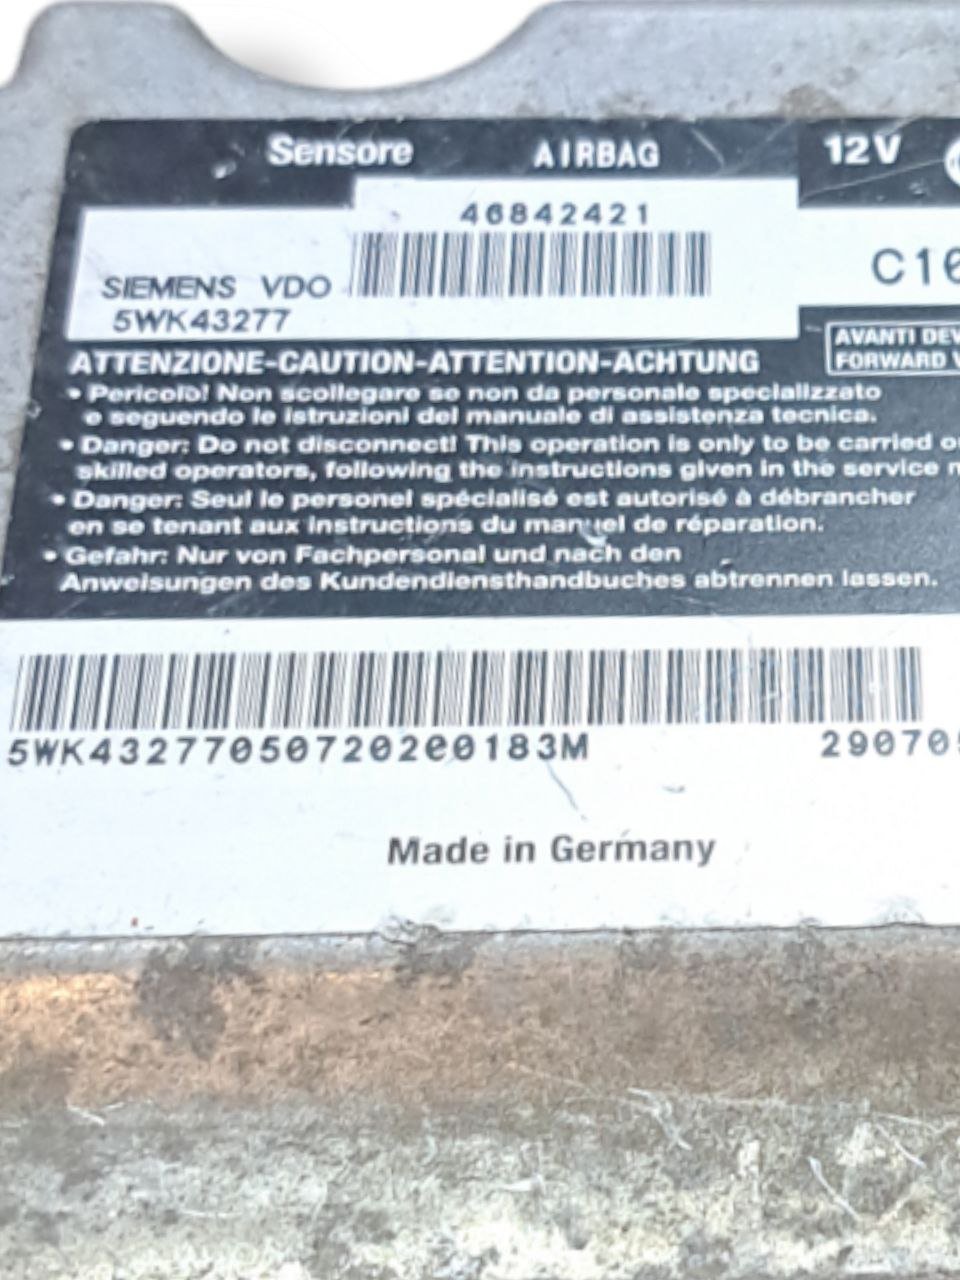 Sensore AIRBAG 12V
46842421
SIEMENS VDO
5WK43277
ATTENZIONE-CAUTION-ATTENTION-ACHTUNG
AVANTI
FORWARD
• Pericolo! Non scollegare se non da personale specializzato
e seguendo le istruzioni del manuale di assistenza tecnica.
• Danger: Do not disconnect! This operation is only to be carried
skilled operators, following the instructions given in the service
• Danger: Seul le personel spécialisé est autorisé à débrancher
en se tenant aux instructions du manuel de réparation.
• Gefahr: Nur von Fachpersonal und nach den
Anweisungen des Kundendiensthandbuches abtrennen lassen.
5WK43277050720200183M
Made in Germany